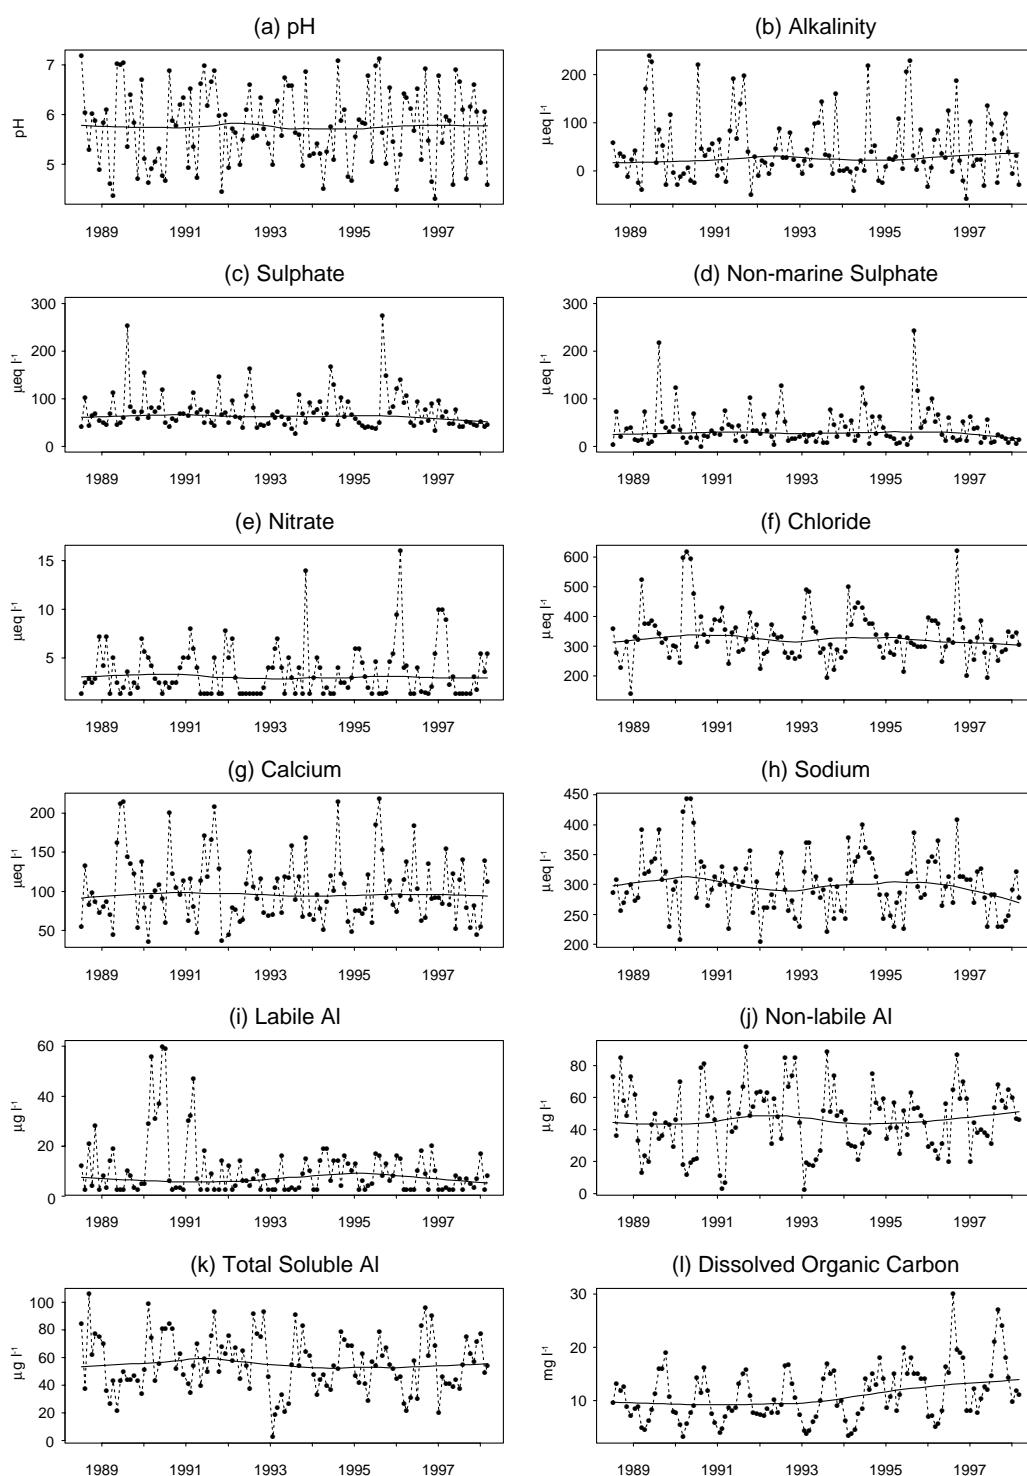 (a) pH
(b) Alkalinity
pH
7
6
5
µeq l-1
200
100
0
1989 1991 1993 1995 1997
1989 1991 1993 1995 1997
(c) Sulphate
(d) Non-marine Sulphate
µeq l-1
300
200
100
0
µeq l-1
300
200
100
0
1989 1991 1993 1995 1997
1989 1991 1993 1995 1997
(e) Nitrate
(f) Chloride
µeq l-1
15
10
5
µeq l-1
600
500
400
300
200
1989 1991 1993 1995 1997
1989 1991 1993 1995 1997
(g) Calcium
(h) Sodium
µeq l-1
200
150
100
50
µeq l-1
450
400
350
300
250
200
1989 1991 1993 1995 1997
1989 1991 1993 1995 1997
(i) Labile Al
(j) Non-labile Al
µg l-1
60
40
20
0
µg l-1
80
60
40
20
0
1989 1991 1993 1995 1997
1989 1991 1993 1995 1997
(k) Total Soluble Al
(l) Dissolved Organic Carbon
µg l-1
100
80
60
40
20
0
mg l-1
30
20
10
0
1989 1991 1993 1995 1997
1989 1991 1993 1995 1997